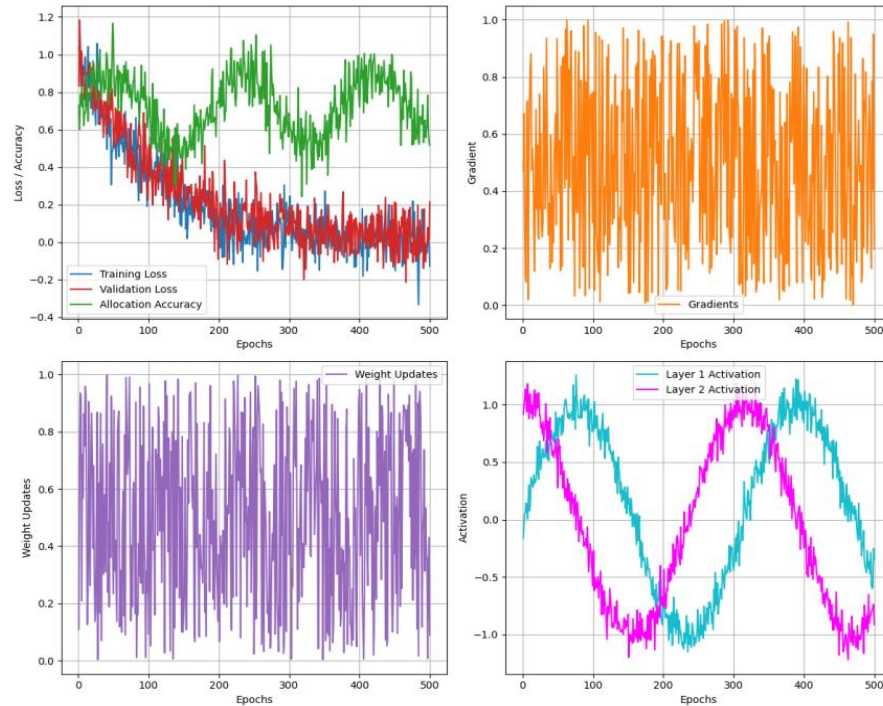 1.2
1.0
0.8
0.6
0.4
0.2
0.0
−0.2
−0.4
Loss / Accuracy
Training Loss
Validation Loss
Allocation Accuracy
0 100 200 300 400 500
Epochs
1.0
0.8
0.6
0.4
0.2
0.0
Gradient
Gradients
0 100 200 300 400 500
Epochs
Weight Updates
1.0
0.8
0.6
0.4
0.2
0.0
Weight Updates
0 100 200 300 400 500
Epochs
Layer 1 Activation
Layer 2 Activation
1.0
0.5
0.0
−0.5
−1.0
Activation
0 100 200 300 400 500
Epochs